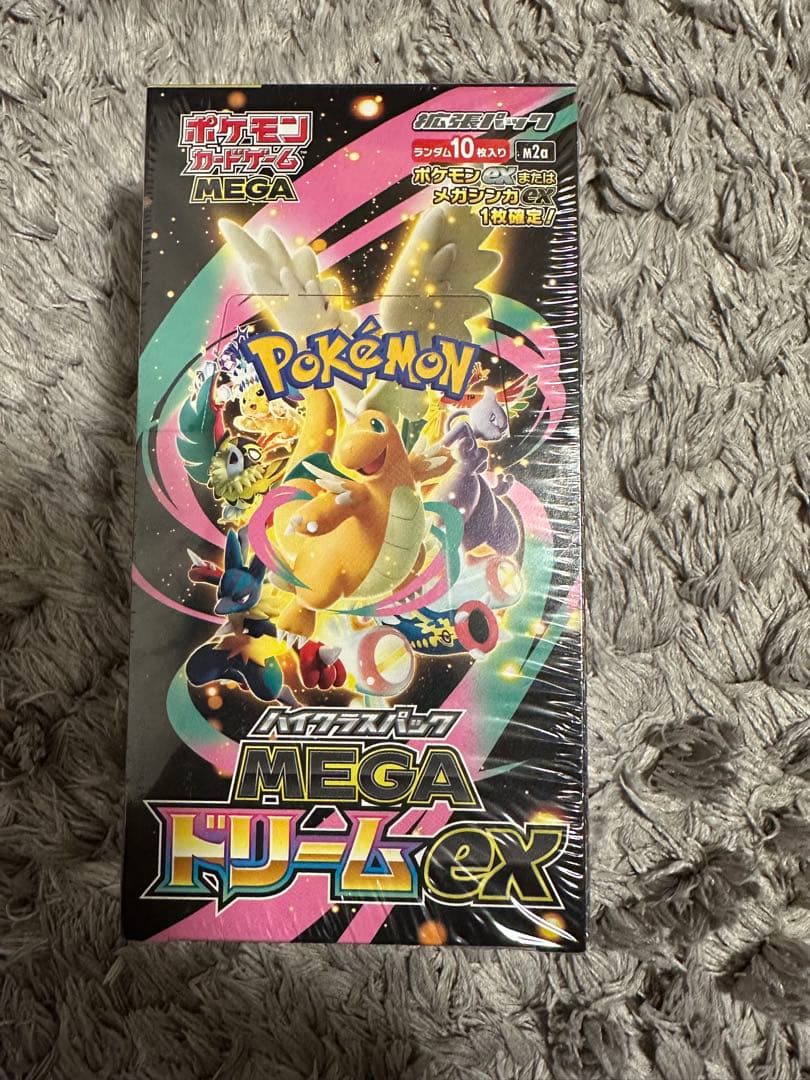 ポケモン
カードゲーム
MEGA
拡張パック
ランダム10枚入り
M2a
ポケモンexまたは
メガシンカex
1枚確定!
POKÉMON
TM
ハイクラスパック
MEGA
ドリームex